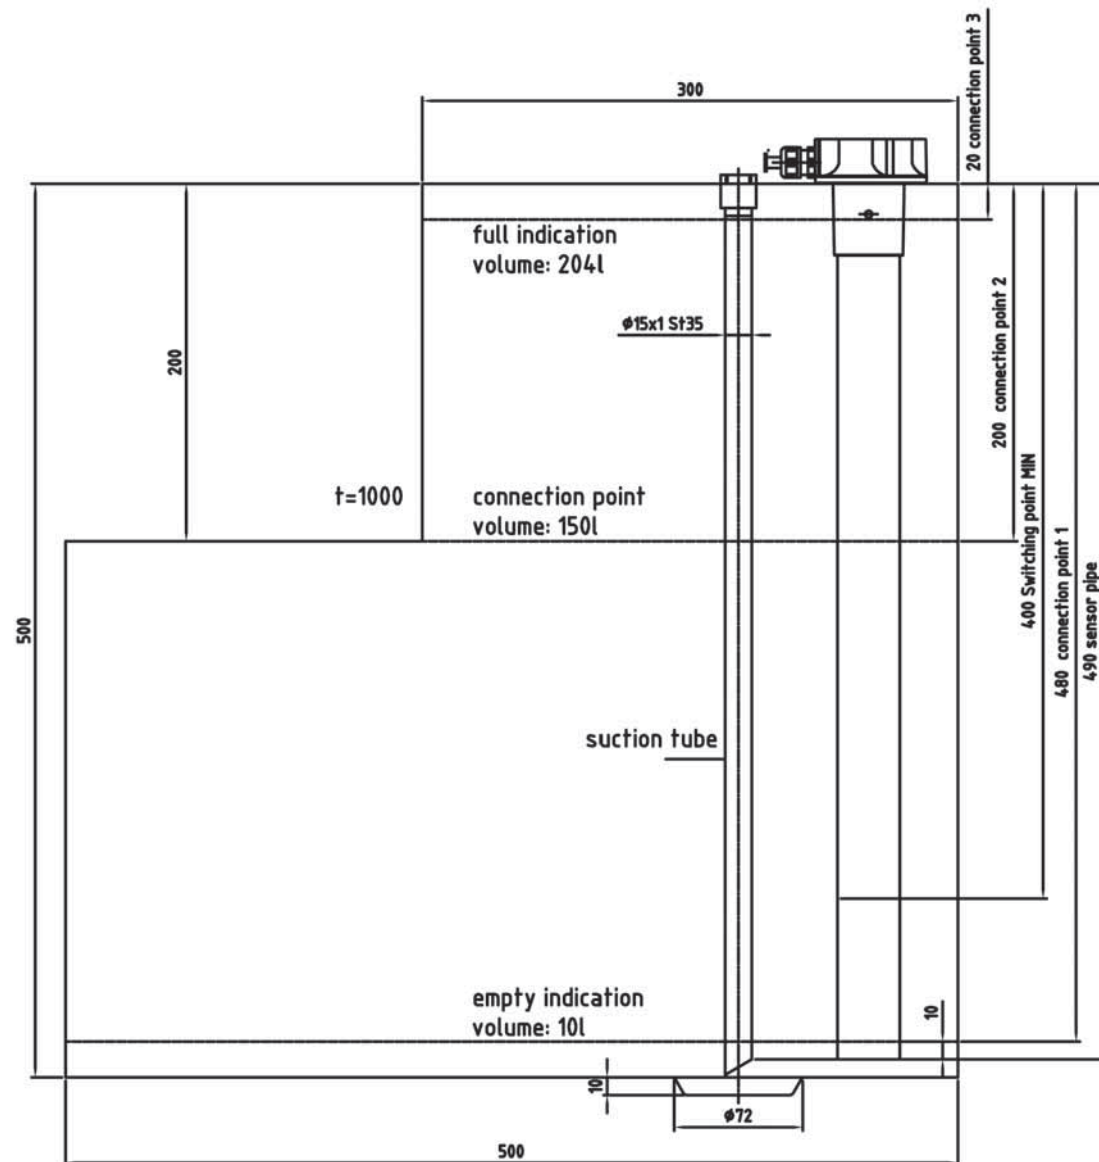 20 connection point 3
300
full indication
volume: 204l
ø15x1 St35
200
200 connection point 2
t=1000
connection point
volume: 150l
400 Switching point MIN
480 connection point 1
490 sensor pipe
500
suction tube
empty indication
volume: 10l
10
10
ø72
500